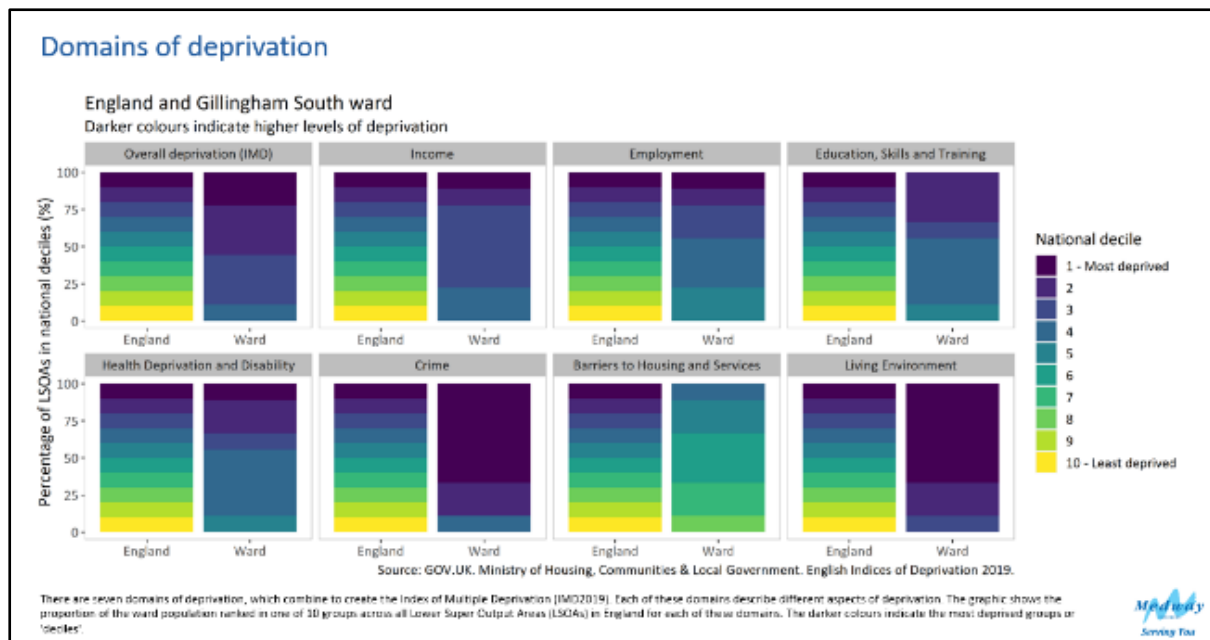 Domains of deprivation
England and Gillingham South ward
Darker colours indicate higher levels of deprivation
Overall deprivation (IMD)
Income
Employment
Education, Skills and Training
Percentage of LSOAs in national deciles (%)
100
75
50
25
0
England
Ward
England
Ward
England
Ward
England
Ward
Health Deprivation and Disability
Crime
Barriers to Housing and Services
Living Environment
100
75
50
25
0
England
Ward
England
Ward
England
Ward
England
Ward
National decile
1 - Most deprived
2
3
4
5
6
7
8
9
10 - Least deprived
Source: GOV.UK. Ministry of Housing, Communities & Local Government. English Indices of Deprivation 2019.
There are seven domains of deprivation, which combine to create the Index of Multiple Deprivation (IMD2019). Each of these domains describe different aspects of deprivation. The graphic shows the
proportion of the ward population ranked in one of 10 groups across all Lower Super Output Areas (LSOAs) in England for each of these domains. The darker colours indicate the most deprived groups or
'deciles'.
Medway
Serving You